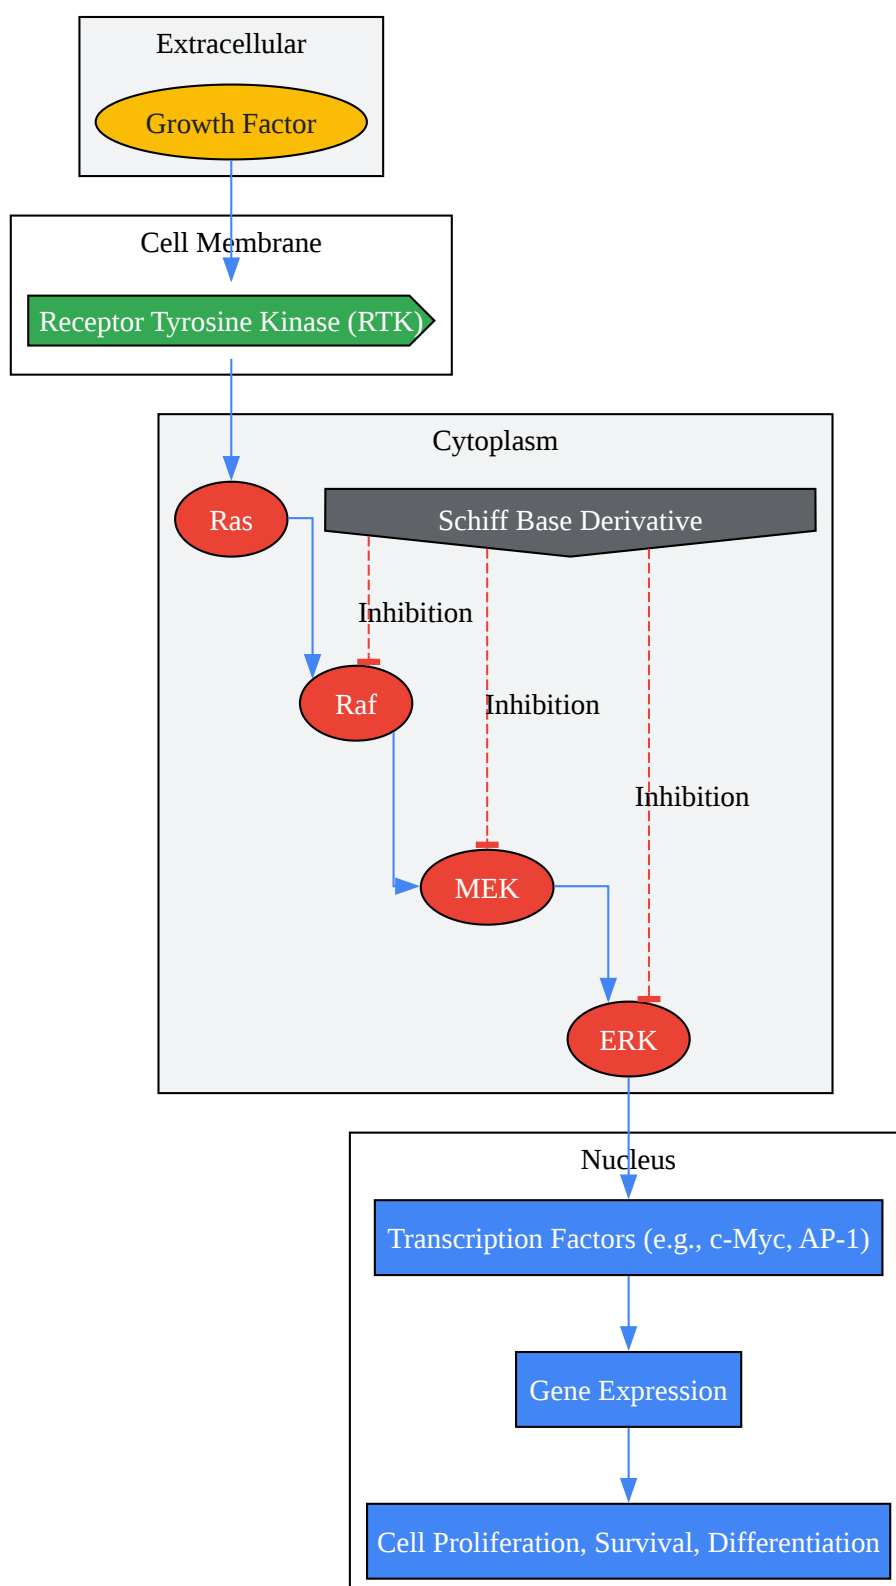 Extracellular
Growth Factor
Cell Membrane
Receptor Tyrosine Kinase (RTK)
Cytoplasm
Ras
Schiff Base Derivative
Inhibition
Raf
Inhibition
Inhibition
MEK
ERK
Nucleus
Transcription Factors (e.g., c-Myc, AP-1)
Gene Expression
Cell Proliferation, Survival, Differentiation